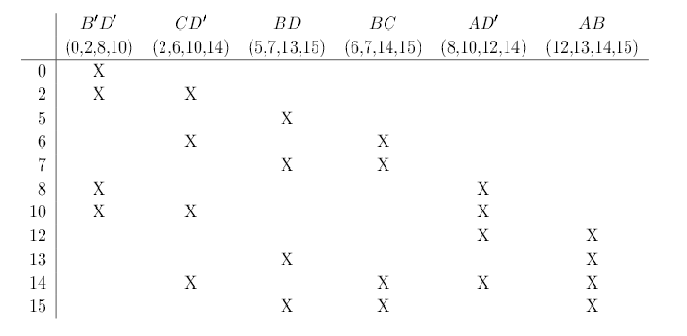 B′D′ CD′ BD BC AD′ AB
(0,2,8,10) (2,6,10,14) (5,7,13,15) (6,7,14,15) (8,10,12,14) (12,13,14,15)
0 X
2 X X
5 X
6 X X
7 X X
8 X X
10 X X X
12 X X
13 X X
14 X X X X
15 X X X